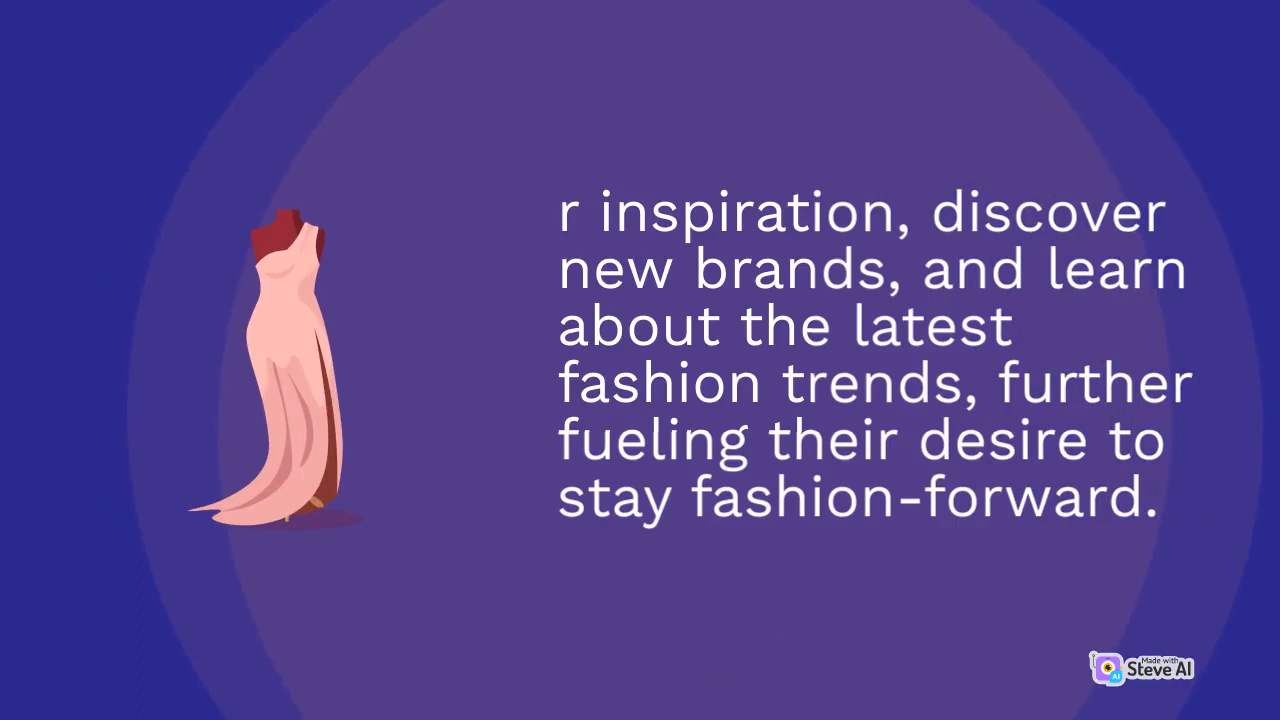 r inspiration, discover
new brands, and learn
about the latest
fashion trends, further
fueling their desire to
stay fashion-forward.
Made with
Steve AI
AI